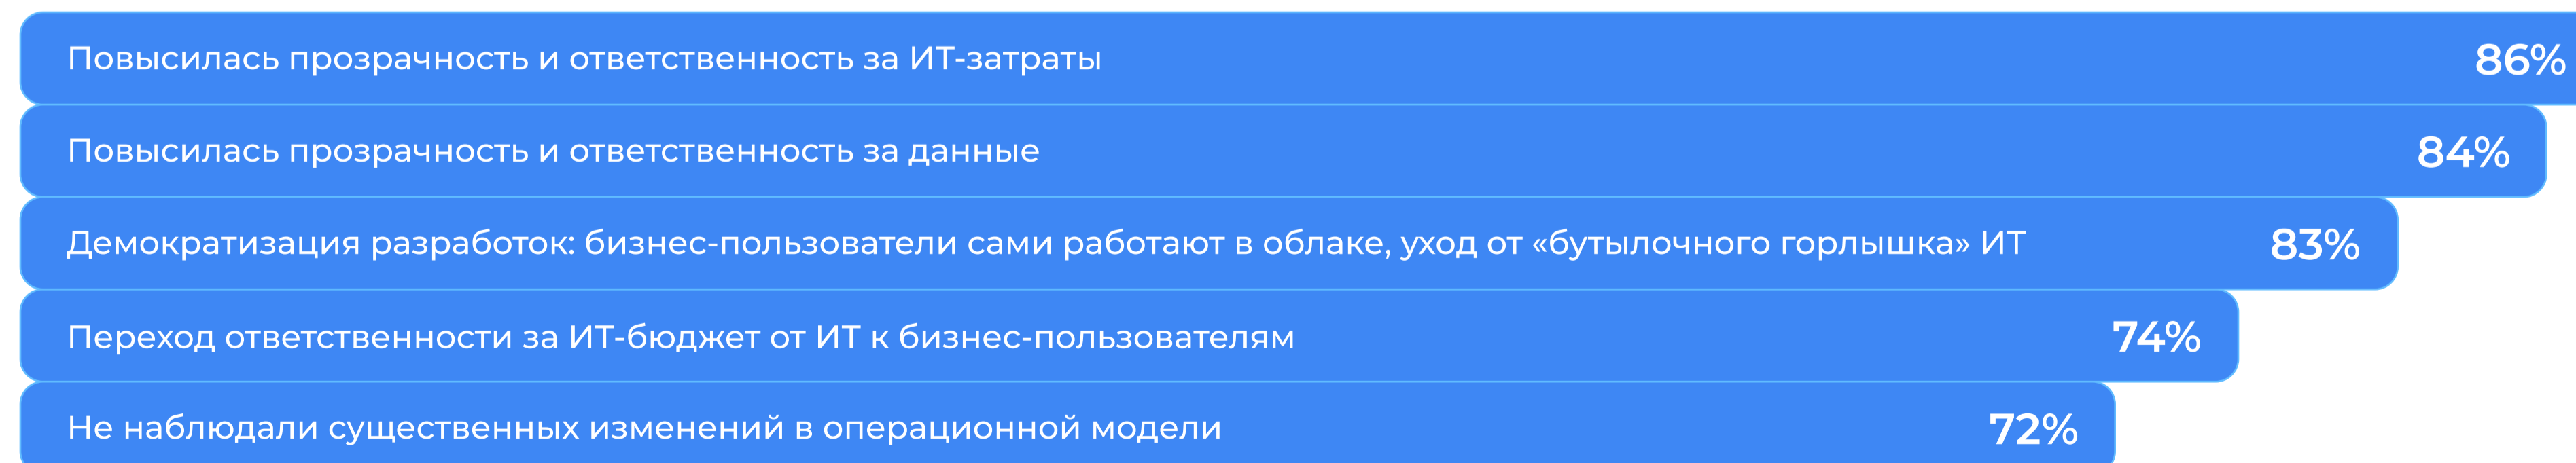 Повысилась прозрачность и ответственность за ИТ-затраты 86%
Повысилась прозрачность и ответственность за данные 84%
Демократизация разработок: бизнес-пользователи сами работают в облаке, уход от «бутылочного горлышка» ИТ 83%
Переход ответственности за ИТ-бюджет от ИТ к бизнес-пользователям 74%
Не наблюдали существенных изменений в операционной модели 72%